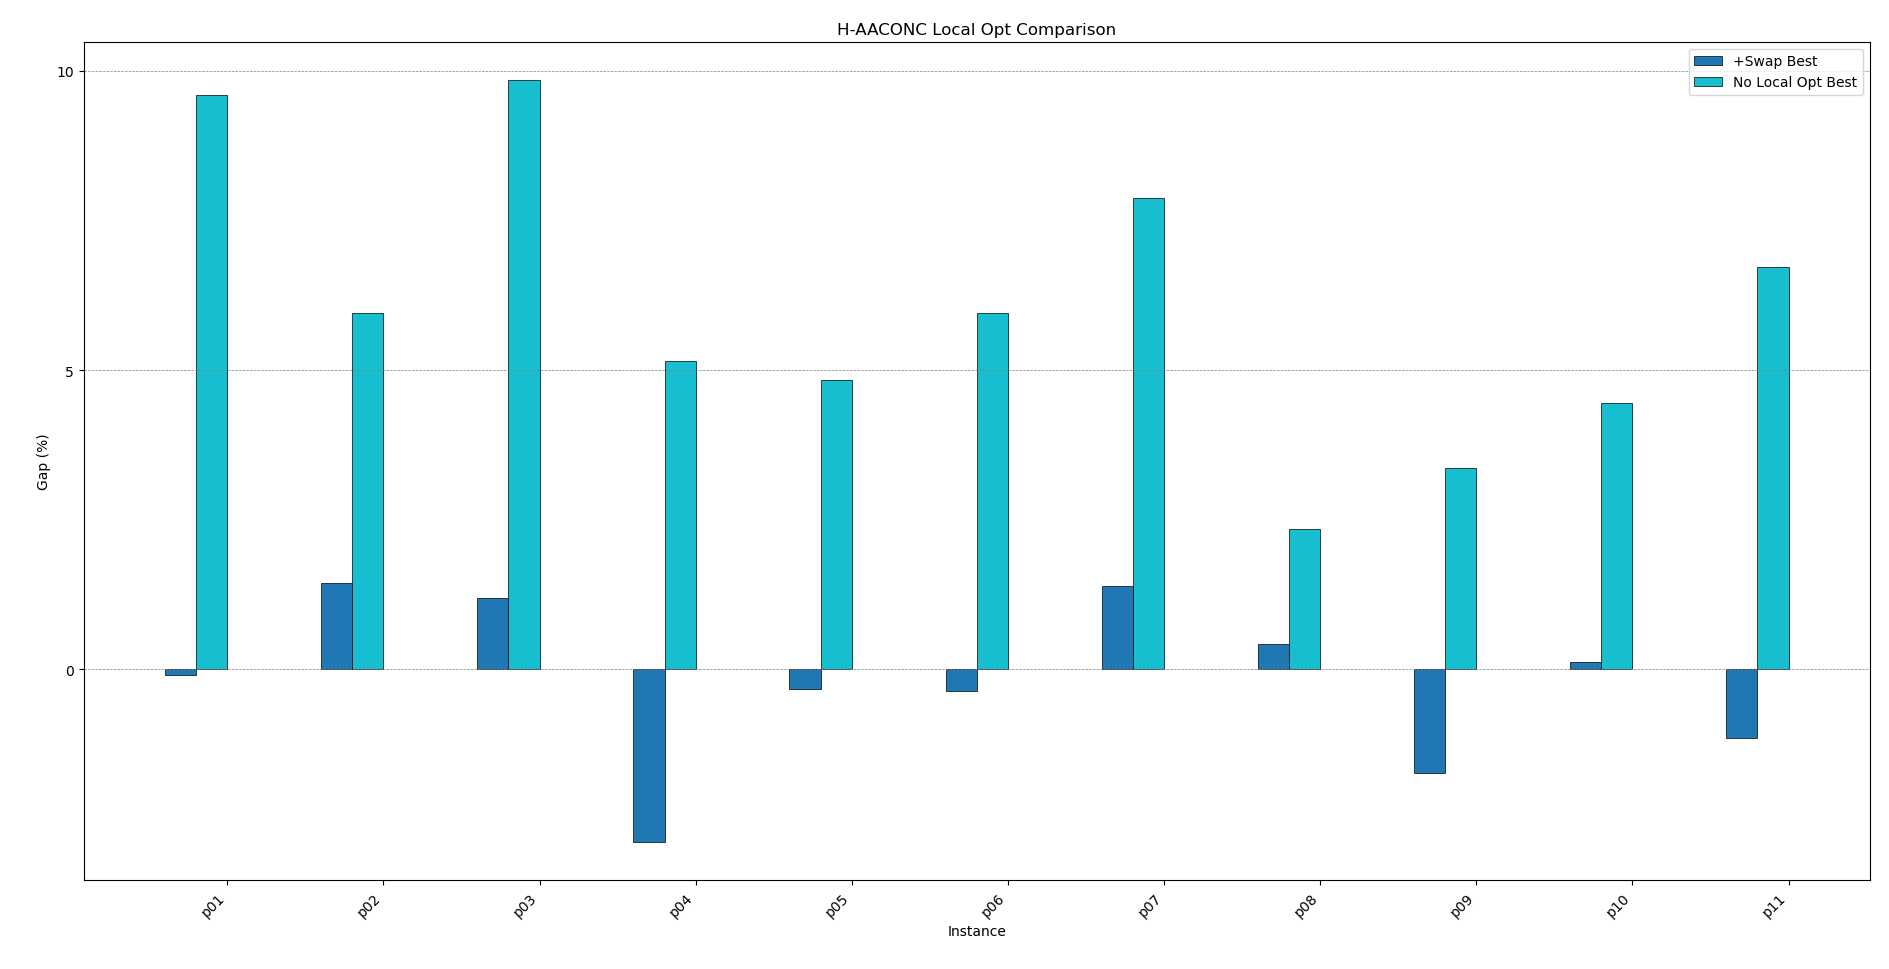 H-AACONC Local Opt Comparison
+Swap Best
No Local Opt Best
10
5
0
Gap (%)
p01 p02 p03 p04 p05 p06 p07 p08 p09 p10 p11
Instance